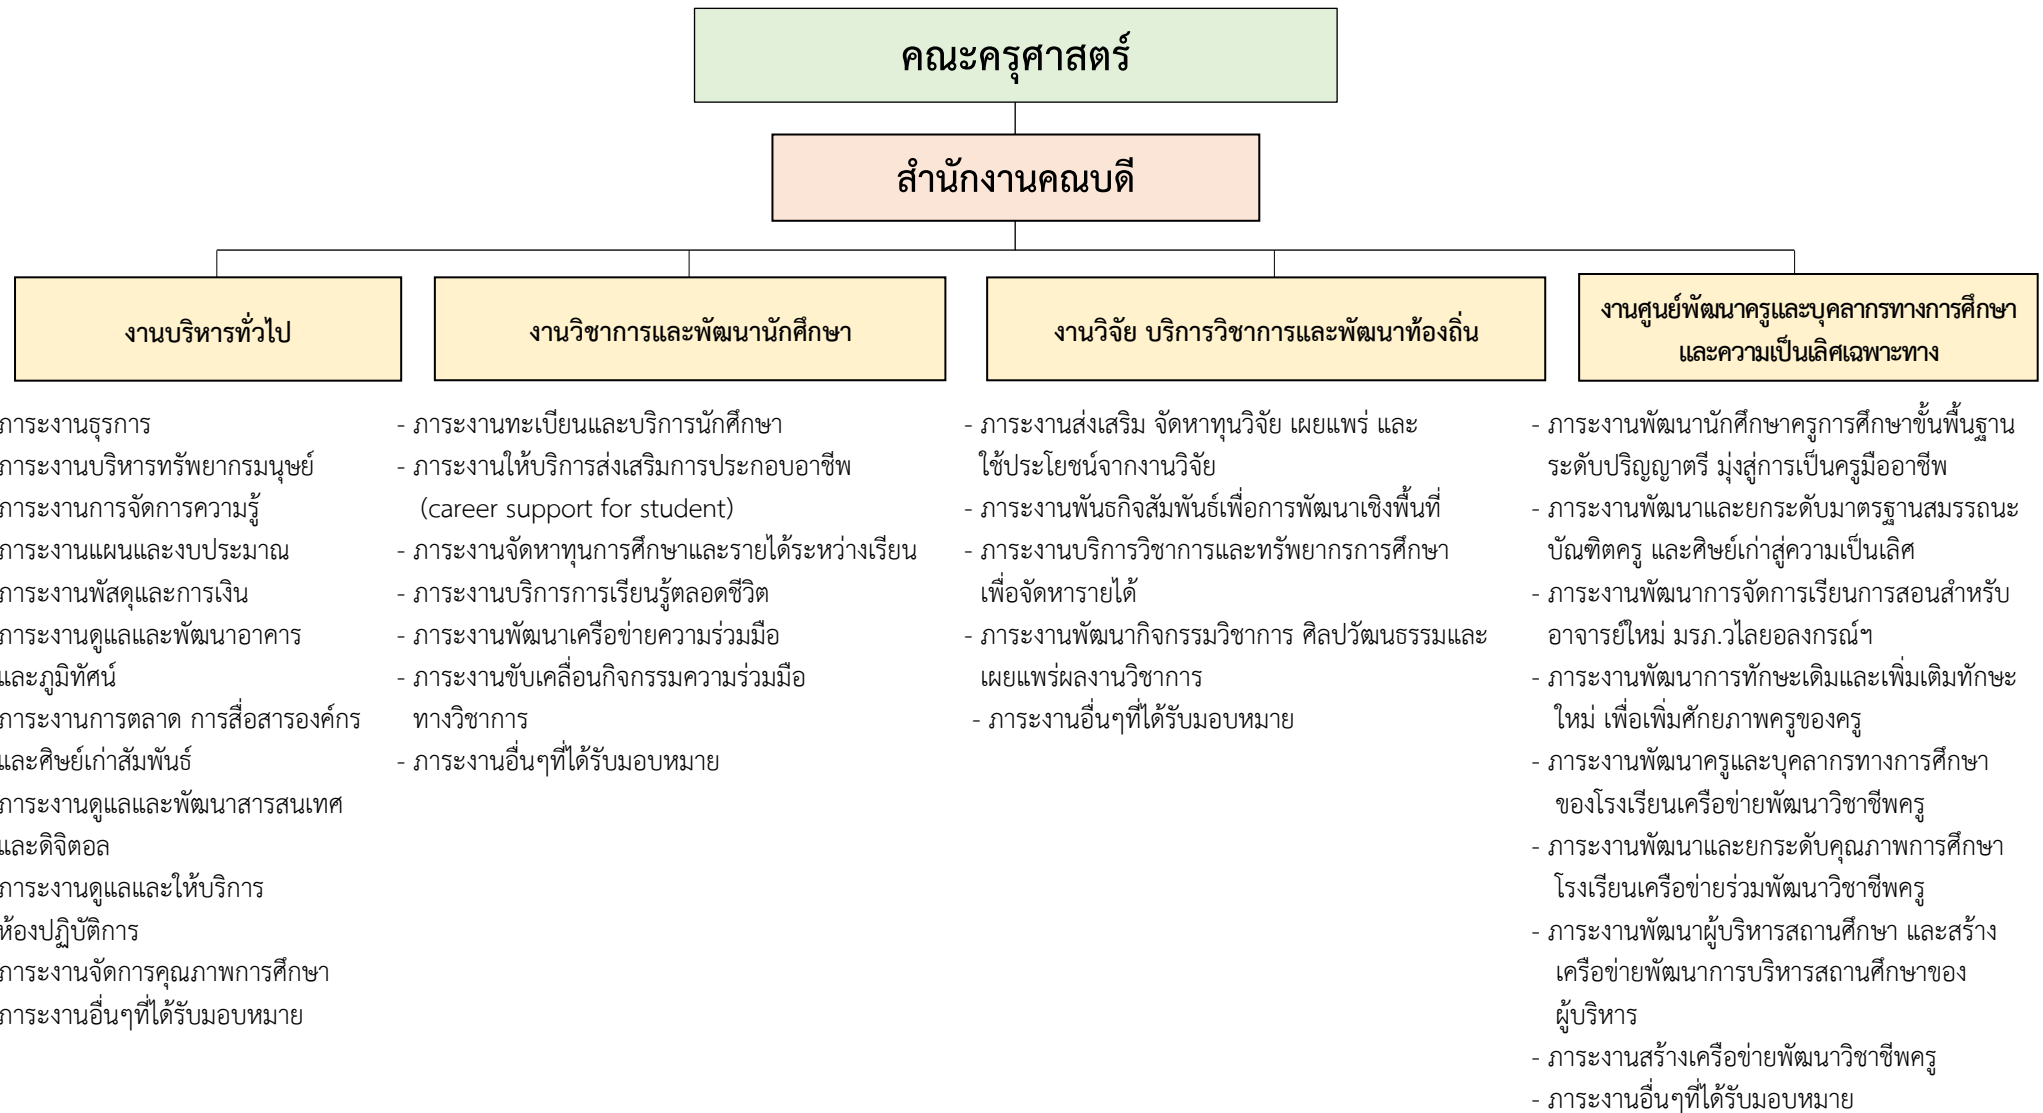 คณะครุศาสตร์
สำนักงานคณบดี
งานบริหารทั่วไป
งานวิชาการและพัฒนานักศึกษา
งานวิจัย บริการวิชาการและพัฒนาท้องถิ่น
งานศูนย์พัฒนาครูและบุคลากรทางการศึกษา
และความเป็นเลิศเฉพาะทาง
ภาระงานธุรการ
ภาระงานบริหารทรัพยากรมนุษย์
ภาระงานการจัดการความรู้
ภาระงานแผนและงบประมาณ
ภาระงานพัสดุและการเงิน
ภาระงานดูแลและพัฒนาอาคาร
และภูมิทัศน์
ภาระงานการตลาด การสื่อสารองค์กร
และศิษย์เก่าสัมพันธ์
ภาระงานดูแลและพัฒนาสารสนเทศ
และดิจิตอล
ภาระงานดูแลและให้บริการ
ห้องปฏิบัติการ
ภาระงานจัดการคุณภาพการศึกษา
ภาระงานอื่นๆที่ได้รับมอบหมาย
- ภาระงานทะเบียนและบริการนักศึกษา
- ภาระงานให้บริการส่งเสริมการประกอบอาชีพ
(career support for student)
- ภาระงานจัดหาทุนการศึกษาและรายได้ระหว่างเรียน
- ภาระงานบริการการเรียนรู้ตลอดชีวิต
- ภาระงานพัฒนาเครือข่ายความร่วมมือ
- ภาระงานขับเคลื่อนกิจกรรมความร่วมมือ
ทางวิชาการ
- ภาระงานอื่นๆที่ได้รับมอบหมาย
- ภาระงานส่งเสริม จัดหาทุนวิจัย เผยแพร่ และ
ใช้ประโยชน์จากงานวิจัย
- ภาระงานพันธกิจสัมพันธ์เพื่อการพัฒนาเชิงพื้นที่
- ภาระงานบริการวิชาการและทรัพยากรการศึกษา
เพื่อจัดหารายได้
- ภาระงานพัฒนากิจกรรมวิชาการ ศิลปวัฒนธรรมและ
เผยแพร่ผลงานวิชาการ
- ภาระงานอื่นๆที่ได้รับมอบหมาย
- ภาระงานพัฒนานักศึกษาครูการศึกษาขั้นพื้นฐาน
ระดับปริญญาตรี มุ่งสู่การเป็นครูมืออาชีพ
- ภาระงานพัฒนาและยกระดับมาตรฐานสมรรถนะ
บัณฑิตครู และศิษย์เก่าสู่ความเป็นเลิศ
- ภาระงานพัฒนาการจัดการเรียนการสอนสำหรับ
อาจารย์ใหม่ มรภ.วไลยอลงกรณ์ฯ
- ภาระงานพัฒนาการทักษะเดิมและเพิ่มเติมทักษะ
ใหม่ เพื่อเพิ่มศักยภาพครูของครู
- ภาระงานพัฒนาครูและบุคลากรทางการศึกษา
ของโรงเรียนเครือข่ายพัฒนาวิชาชีพครู
- ภาระงานพัฒนาและยกระดับคุณภาพการศึกษา
โรงเรียนเครือข่ายร่วมพัฒนาวิชาชีพครู
- ภาระงานพัฒนาผู้บริหารสถานศึกษา และสร้าง
เครือข่ายพัฒนาการบริหารสถานศึกษาของ
ผู้บริหาร
- ภาระงานสร้างเครือข่ายพัฒนาวิชาชีพครู
- ภาระงานอื่นๆที่ได้รับมอบหมาย